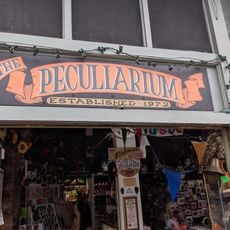 THE PECULIARIUM
ESTABLISHED 1972